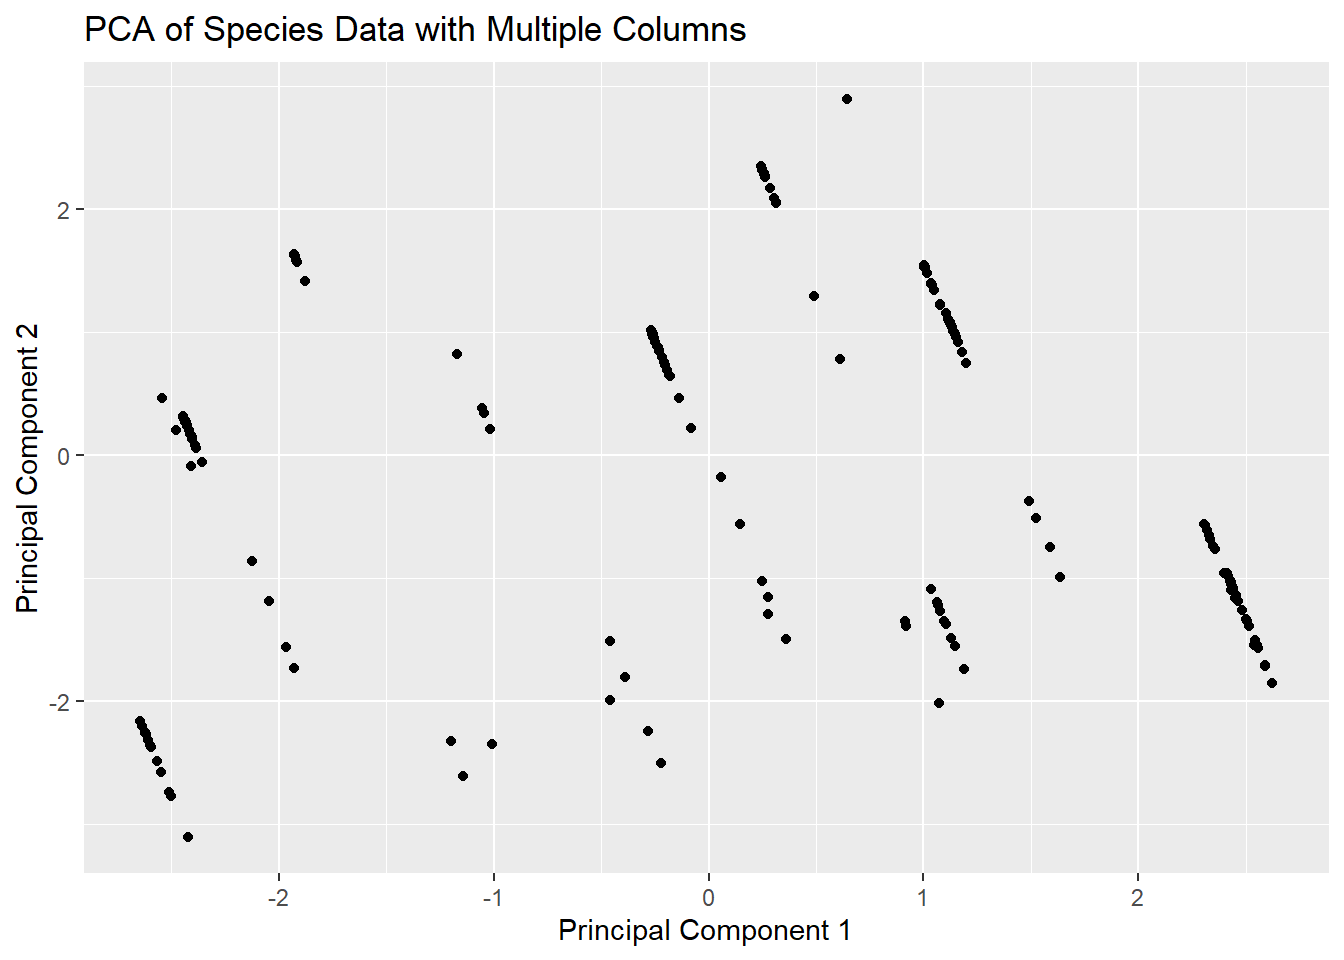 PCA of Species Data with Multiple Columns
Principal Component 2
2
0
-2
-2
-1
0
1
2
Principal Component 1